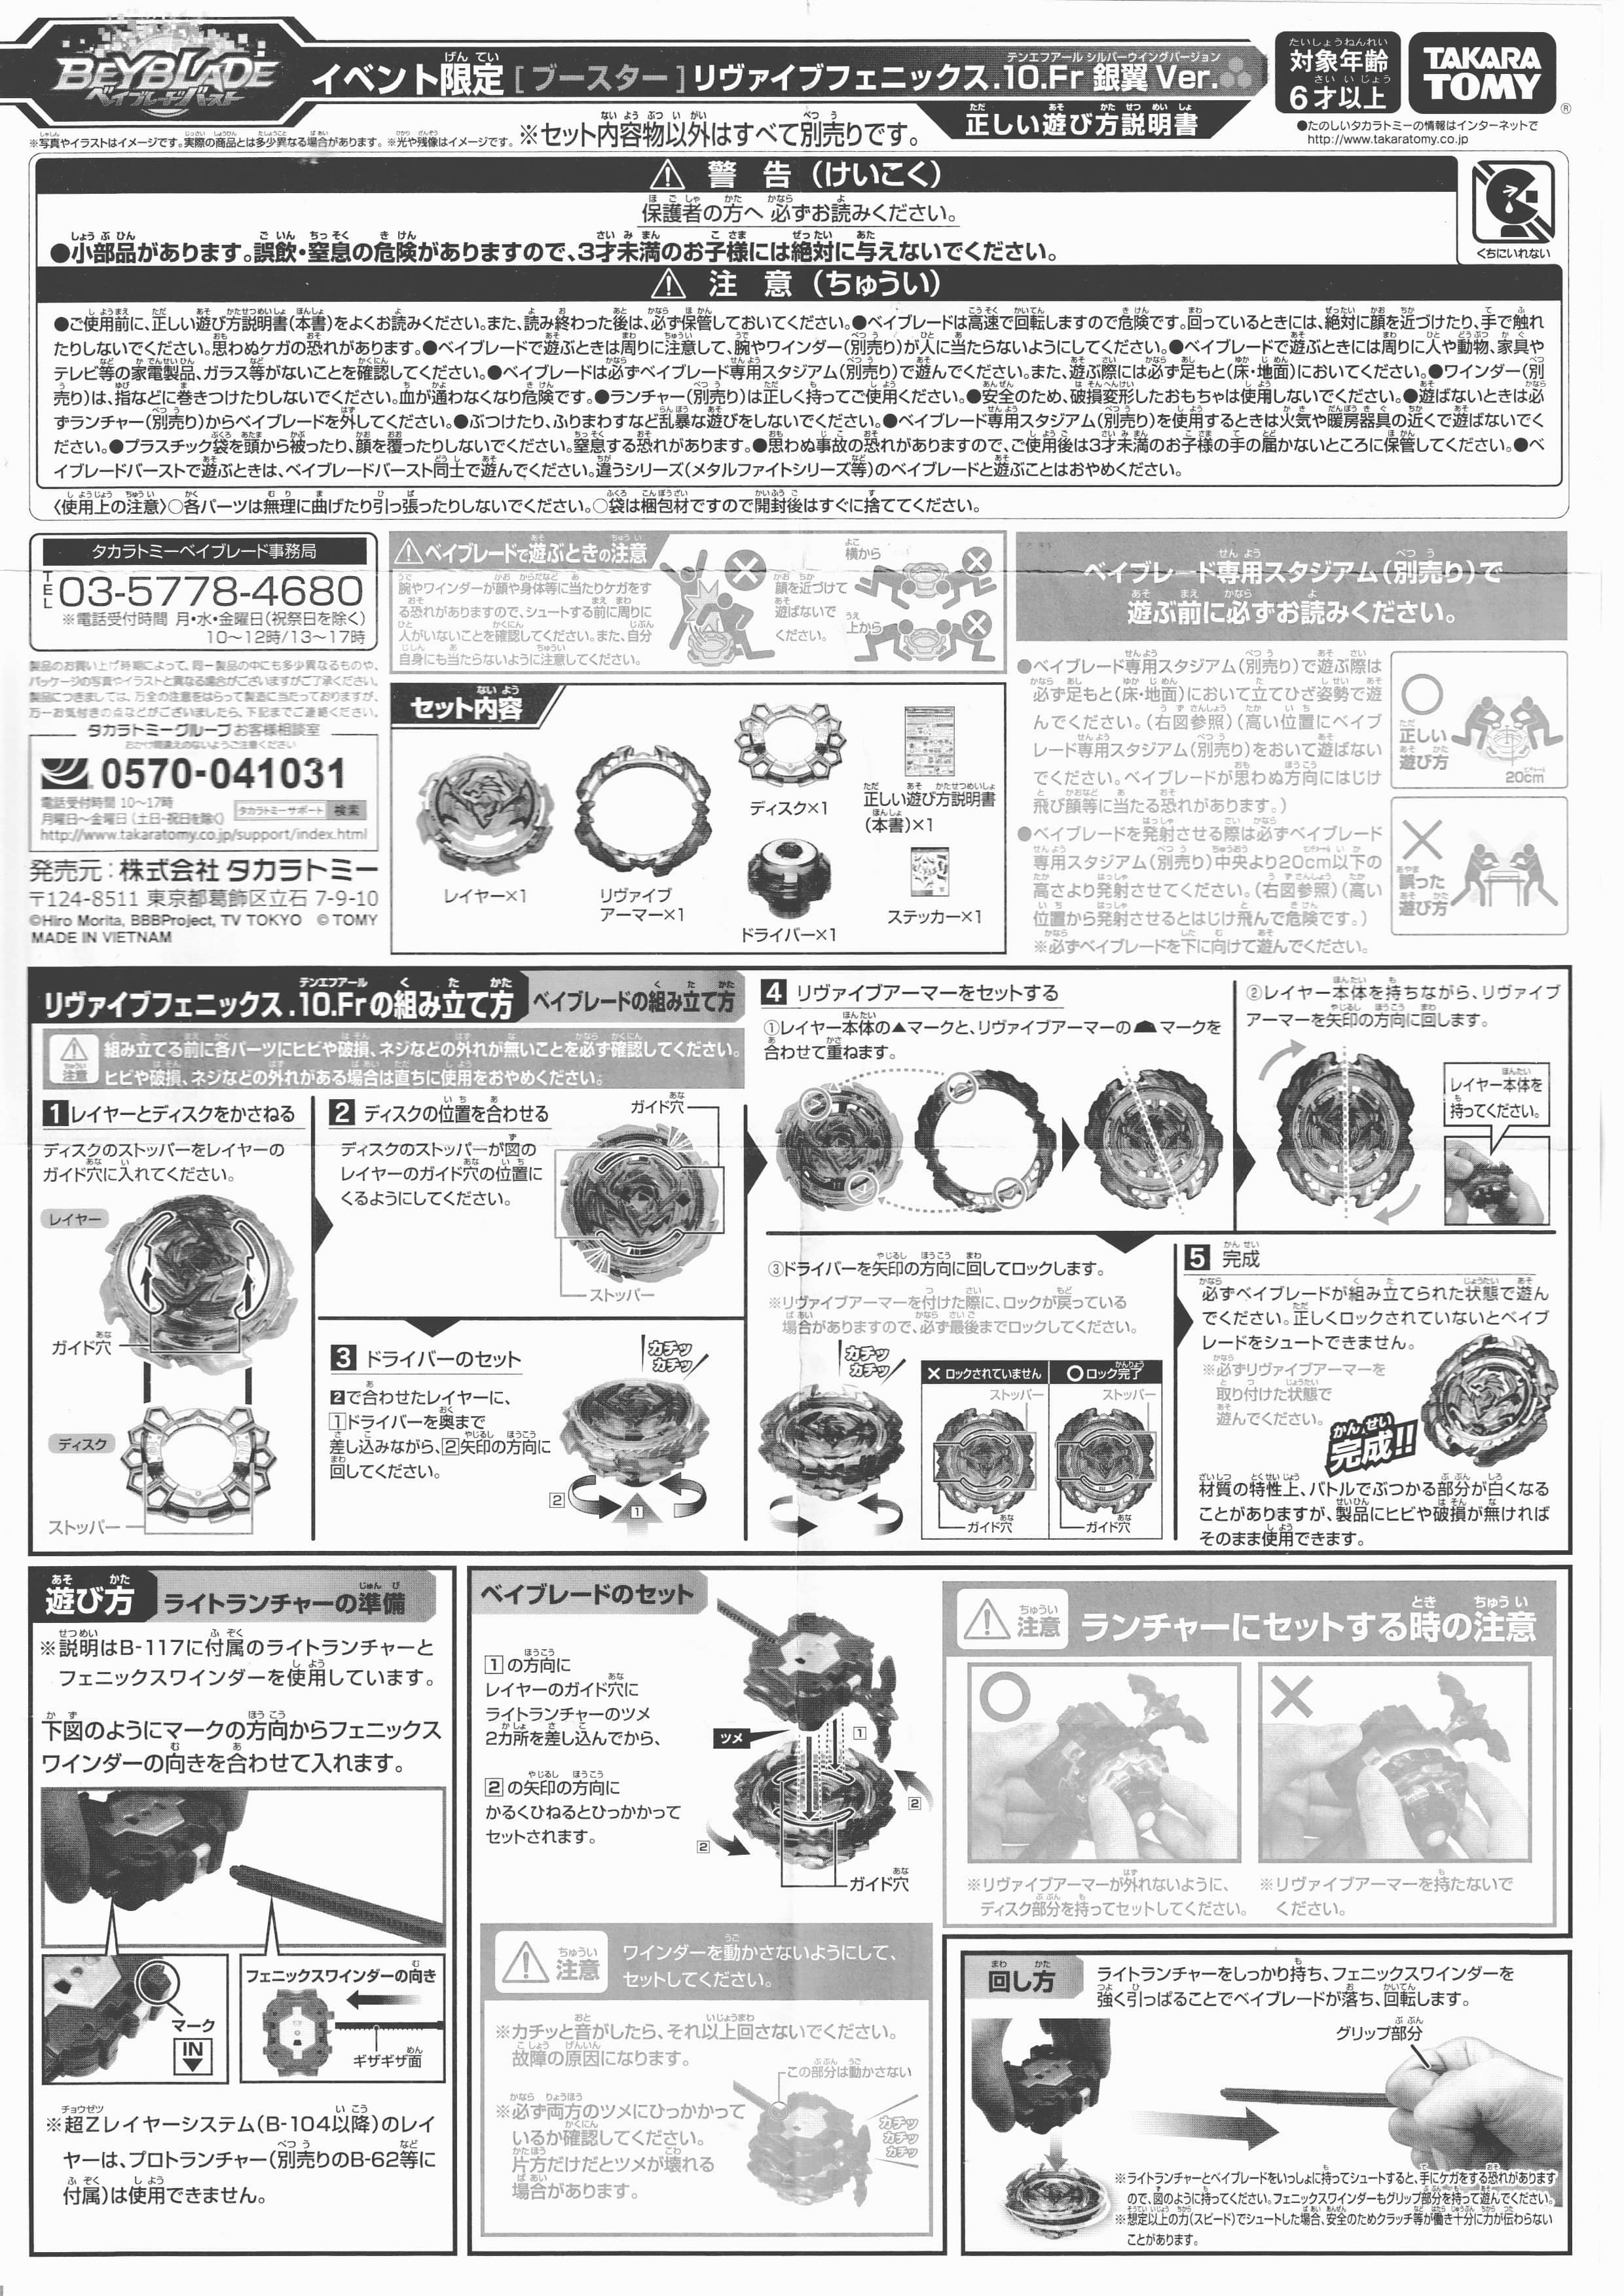 BEYBLADE
ベイブレードバースト
イベント限定[ブースター]リヴァイブフェニックス.10.Fr 銀翼 Ver.
げんてい
テンエフアール シルバーウイングバージョン
正しい遊び方説明書
対象年齢
6才以上
TAKARA
TOMY
®
●たのしいタカラトミーの情報はインターネットで
http://www.takaratomy.co.jp
※写真やイラストはイメージです。実際の商品とは多少異なる場合があります。※光や残像はイメージです。
※セット内容物以外はすべて別売りです。
警 告(けいこく)
保護者の方へ 必ずお読みください。
●小部品があります。誤飲・窒息の危険がありますので、3才未満のお子様には絶対に与えないでください。
くちにいれない
注 意(ちゅうい)
●ご使用前に、正しい遊び方説明書(本書)をよくお読みください。また、読み終わった後は、必ず保管しておいてください。●ベイブレードは高速で回転しますので危険です。回っているときには、絶対に顔を近づけたり、手で触れ
たりしないでください。思わぬケガの恐れがあります。●ベイブレードで遊ぶときは周りに注意して、腕やワインダー(別売り)が人に当たらないようにしてください。●ベイブレードで遊ぶときには周りに人や動物、家具や
テレビ等の家電製品、ガラス等がないことを確認してください。●ベイブレードは必ずベイブレード専用スタジアム(別売り)で遊んでください。また、遊ぶ際には必ず足もと(床・地面)においてください。●ワインダー(別
売り)は、指などに巻きつけたりしないでください。血が通わなくなり危険です。●ランチャー(別売り)は正しく持ってご使用ください。●安全のため、破損変形したおもちゃは使用しないでください。●遊ばないときは必
ずランチャー(別売り)からベイブレードを外してください。●ぶつけたり、ふりまわすなど乱暴な遊びをしないでください。●ベイブレード専用スタジアム(別売り)を使用するときは火気や暖房器具の近くで遊ばないでく
ださい。●プラスチック袋を頭から被ったり、顔を覆ったりしないでください。窒息する恐れがあります。●思わぬ事故の恐れがありますので、ご使用後は3才未満のお子様の手の届かないところに保管してください。●ベ
イブレードバーストで遊ぶときは、ベイブレードバースト同士で遊んでください。違うシリーズ(メタルファイトシリーズ等)のベイブレードと遊ぶことはおやめください。
〈使用上の注意〉○各パーツは無理に曲げたり引っ張ったりしないでください。○袋は梱包材ですので開封後はすぐに捨ててください。
タカラトミーベイブレード事務局
TEL 03-5778-4680
※電話受付時間 月・水・金曜日(祝祭日を除く)
10〜12時/13〜17時
製品のお買い上げ時期によって、同一製品の中にも多少異なるものや、
パッケージの写真やイラストと異なる場合がございますがご了承ください。
製品につきましては、万全の注意をはらって製造に当たっておりますが、
万一お気付きの点などがございましたら、下記までご連絡ください。
タカラトミーグループお客様相談室
おかけ間違えのないようご注意ください
0570-041031
電話受付時間 10〜17時
月曜日〜金曜日(土日・祝日を除く)
タカラトミーサポート 検索
http://www.takaratomy.co.jp/support/index.html
発売元:株式会社 タカラトミー
〒124-8511 東京都葛飾区立石 7-9-10
©Hiro Morita, BBBProject, TV TOKYO © TOMY
MADE IN VIETNAM
ベイブレードで遊ぶときの注意
腕やワインダーが顔や身体等に当たりケガをす
る恐れがありますので、シュートする前に周りに
人がいないことを確認してください。また、自分
自身にも当たらないように注意してください。
顔を近づけて
遊ばないで
ください。
横から
上から
セット内容
レイヤー×1
リヴァイブ
アーマー×1
ディスク×1
ドライバー×1
正しい遊び方説明書
(本書)×1
ステッカー×1
ベイブレード専用スタジアム(別売り)で
遊ぶ前に必ずお読みください。
●ベイブレード専用スタジアム(別売り)で遊ぶ際は
必ず足もと(床・地面)において立てひざ姿勢で遊
んでください。(右図参照)(高い位置にベイブ
レード専用スタジアム(別売り)をおいて遊ばない
でください。ベイブレードが思わぬ方向にはじけ
飛び顔等に当たる恐れがあります。)
●ベイブレードを発射させる際は必ずベイブレード
専用スタジアム(別売り)中央より20cm以下の
高さより発射させてください。(右図参照)(高い
位置から発射させるとはじけ飛んで危険です。)
※必ずベイブレードを下に向けて遊んでください。
正しい
遊び方
20cm
誤った
遊び方
リヴァイブフェニックス.10.Frの組み立て方
ベイブレードの組み立て方
注意
組み立てる前に各パーツにヒビや破損、ネジなどの外れが無いことを必ず確認してください。
ヒビや破損、ネジなどの外れがある場合は直ちに使用をおやめください。
1 レイヤーとディスクをかさねる
ディスクのストッパーをレイヤーの
ガイド穴に入れてください。
レイヤー
ガイド穴
ディスク
ストッパー
2 ディスクの位置を合わせる
ディスクのストッパーが図の
レイヤーのガイド穴の位置に
くるようにしてください。
ガイド穴
ストッパー
3 ドライバーのセット
2で合わせたレイヤーに、
1ドライバーを奥まで
差し込みながら、2矢印の方向に
回してください。
カチッ
カチッ
2
1
4 リヴァイブアーマーをセットする
①レイヤー本体の▲マークと、リヴァイブアーマーの マークを
合わせて重ねます。
②レイヤー本体を持ちながら、リヴァイブ
アーマーを矢印の方向に回します。
レイヤー本体を
持ってください。
③ドライバーを矢印の方向に回してロックします。
※リヴァイブアーマーを付けた際に、ロックが戻っている
場合がありますので、必ず最後までロックしてください。
カチッ
カチッ
×ロックされていません
ストッパー
ガイド穴
○ロック完了
ストッパー
ガイド穴
5 完成
必ずベイブレードが組み立てられた状態で遊ん
でください。正しくロックされていないとベイブ
レードをシュートできません。
※必ずリヴァイブアーマーを
取り付けた状態で
遊んでください。
かんせい
完成!!
材質の特性上、バトルでぶつかる部分が白くなる
ことがありますが、製品にヒビや破損が無ければ
そのまま使用できます。
遊び方
ライトランチャーの準備
※説明はB-117に付属のライトランチャーと
フェニックスワインダーを使用しています。
下図のようにマークの方向からフェニックス
ワインダーの向きを合わせて入れます。
マーク
IN
▼
フェニックスワインダーの向き
ギザギザ面
※超Zレイヤーシステム(B-104以降)のレイ
ヤーは、プロトランチャー(別売りのB-62等に
付属)は使用できません。
ベイブレードのセット
1の方向に
レイヤーのガイド穴に
ライトランチャーのツメ
2カ所を差し込んでから、
2の矢印の方向に
かるくひねるとひっかかって
セットされます。
ツメ
1
2
2
ガイド穴
注意
ワインダーを動かさないようにして、
セットしてください。
※カチッと音がしたら、それ以上回さないでください。
故障の原因になります。
この部分は動かさない
※必ず両方のツメにひっかかって
いるか確認してください。
片方だけだとツメが壊れる
場合があります。
カチッ
カチッ
カチッ
注意
ランチャーにセットする時の注意
※リヴァイブアーマーが外れないように、
ディスク部分を持ってセットしてください。
※リヴァイブアーマーを持たないで
ください。
回し方
ライトランチャーをしっかり持ち、フェニックスワインダーを
強く引っぱることでベイブレードが落ち、回転します。
グリップ部分
※ライトランチャーとベイブレードをいっしょに持ってシュートすると、手にケガをする恐れがあります
ので、図のように持ってください。フェニックスワインダーもグリップ部分を持って遊んでください。
※想定以上の力(スピード)でシュートした場合、安全のためクラッチ等が働き十分に力が伝わらない
ことがあります。